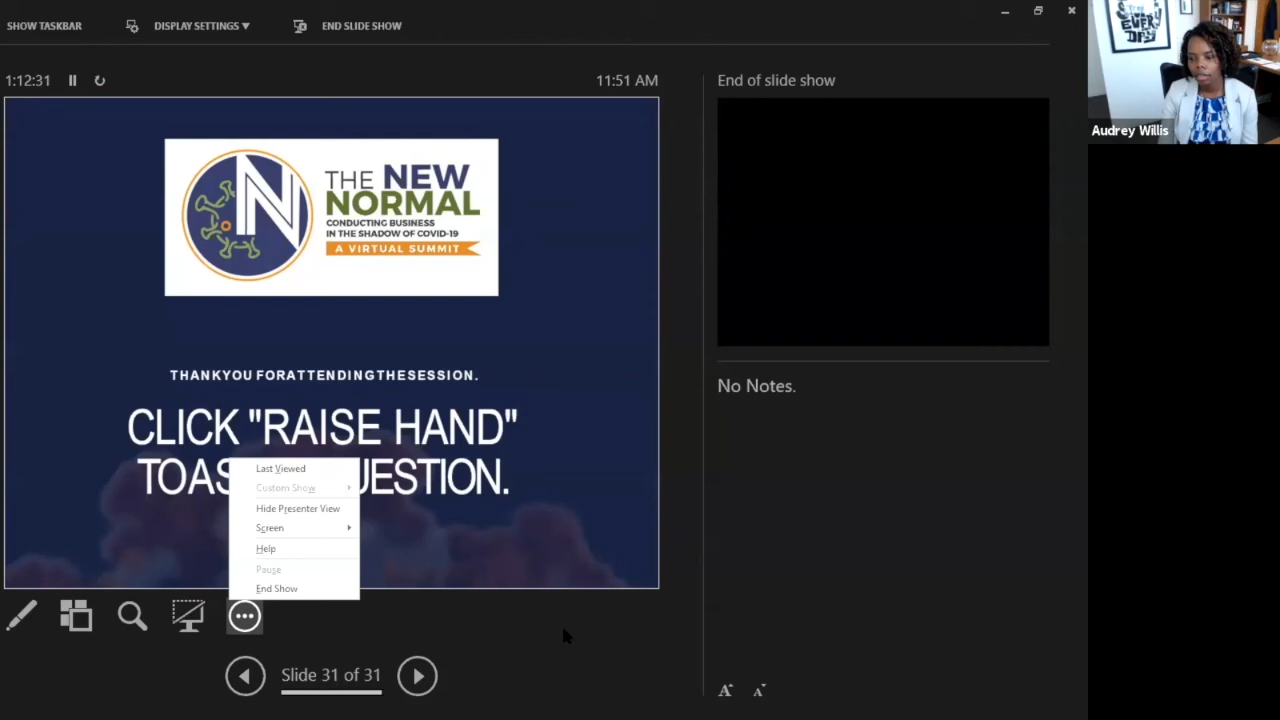 SHOW TASKBAR
DISPLAY SETTINGS ▼
END SLIDE SHOW
1:12:31
11:51 AM
End of slide show
EVERY
DAY
Audrey Willis
N
THE NEW
NORMAL
CONDUCTING BUSINESS
IN THE SHADOW OF COVID-19
A VIRTUAL SUMMIT
No Notes.
THANKYOU FORATTENDINGTHESESSION.
CLICK "RAISE HAND"
TOAS UESTION.
Last Viewed
Custom Show
Hide Presenter View
Screen
Help
Pause
End Show
Slide 31 of 31
A A